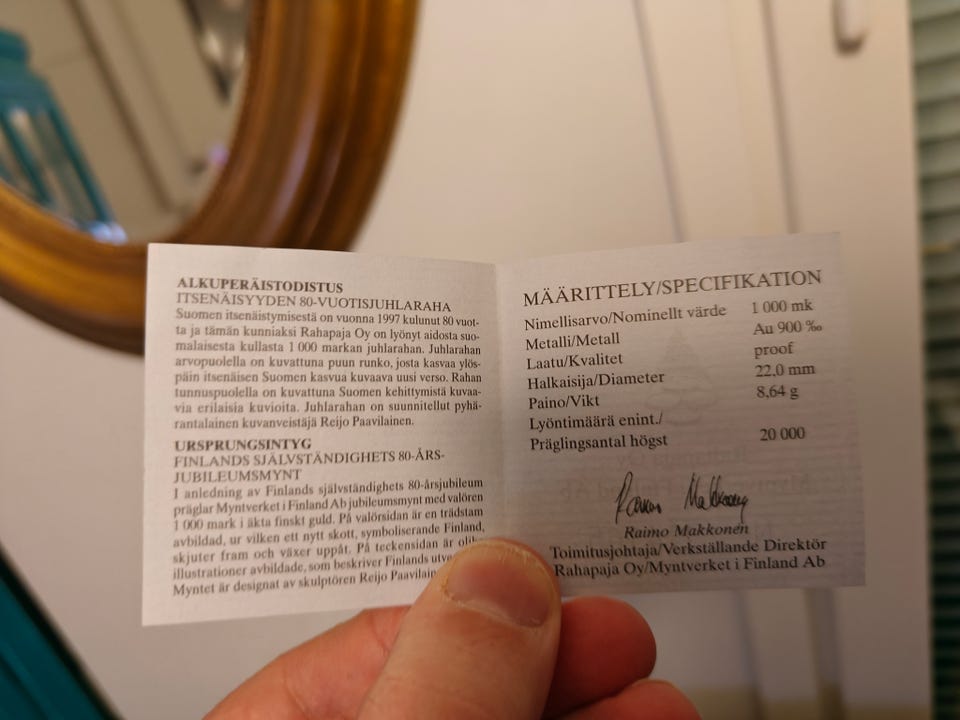 ALKUPERÄISTODISTUS
ITSENÄISYYDEN 80-VUOTISJUHLARAHA
Suomen itsenäistymisestä on vuonna 1997 kulunut 80 vuot-
ta ja tämän kunniaksi Rahapaja Oy on lyönyt aidosta suo-
malaisesta kullasta 1 000 markan juhlarahan. Juhlarahan
arvopuolella on kuvattuna puun runko, josta kasvaa ylös-
päin itsenäisen Suomen kasvua kuvaava uusi verso. Rahan
tunnuspuolella on kuvattuna Suomen kehittymistä kuvaa-
via erilaisia kuvioita. Juhlarahan on suunnitellut pyhä-
rantalainen kuvanveistäjä Reijo Paavilainen.
URSPRUNGSINTYG
FINLANDS SJÄLVSTÄNDIGHETS 80-ÅRS-
JUBILEUMSMYNT
I anledning av Finlands självständighets 80-årsjubileum
präglar Myntverket i Finland Ab jubileumsmynt med valören
1 000 mark i äkta finskt guld. På valörsidan är en trädstam
avbildad, ur vilken ett nytt skott, symboliserande Finland,
skjuter fram och växer uppåt. På teckensidan är
illustrationer avbildade, som beskriver Finlands
Myntet är designat av skulptören Reijo
MÄÄRITTELY/SPECIFIKATION
Nimellisarvo/Nominellt värde 1 000 mk
Metalli/Metall Au 900 ‰
Laatu/Kvalitet proof
Halkaisija/Diameter 22,0 mm
Paino/Vikt 8,64 g
Lyöntimäärä enint./
Präglingsantal högst 20 000
Raimo Makkonen
Raimo Makkonen
Toimitusjohtaja/Verkställande Direktör
Rahapaja Oy/Myntverket i Finland Ab